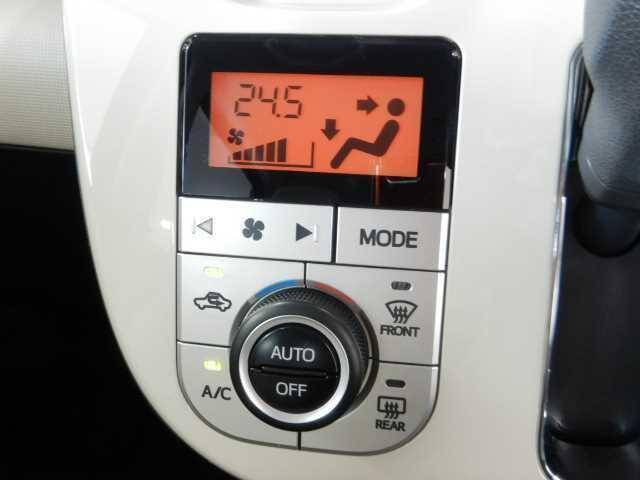 24.5
MODE
FRONT
AUTO
OFF
A/C
REAR